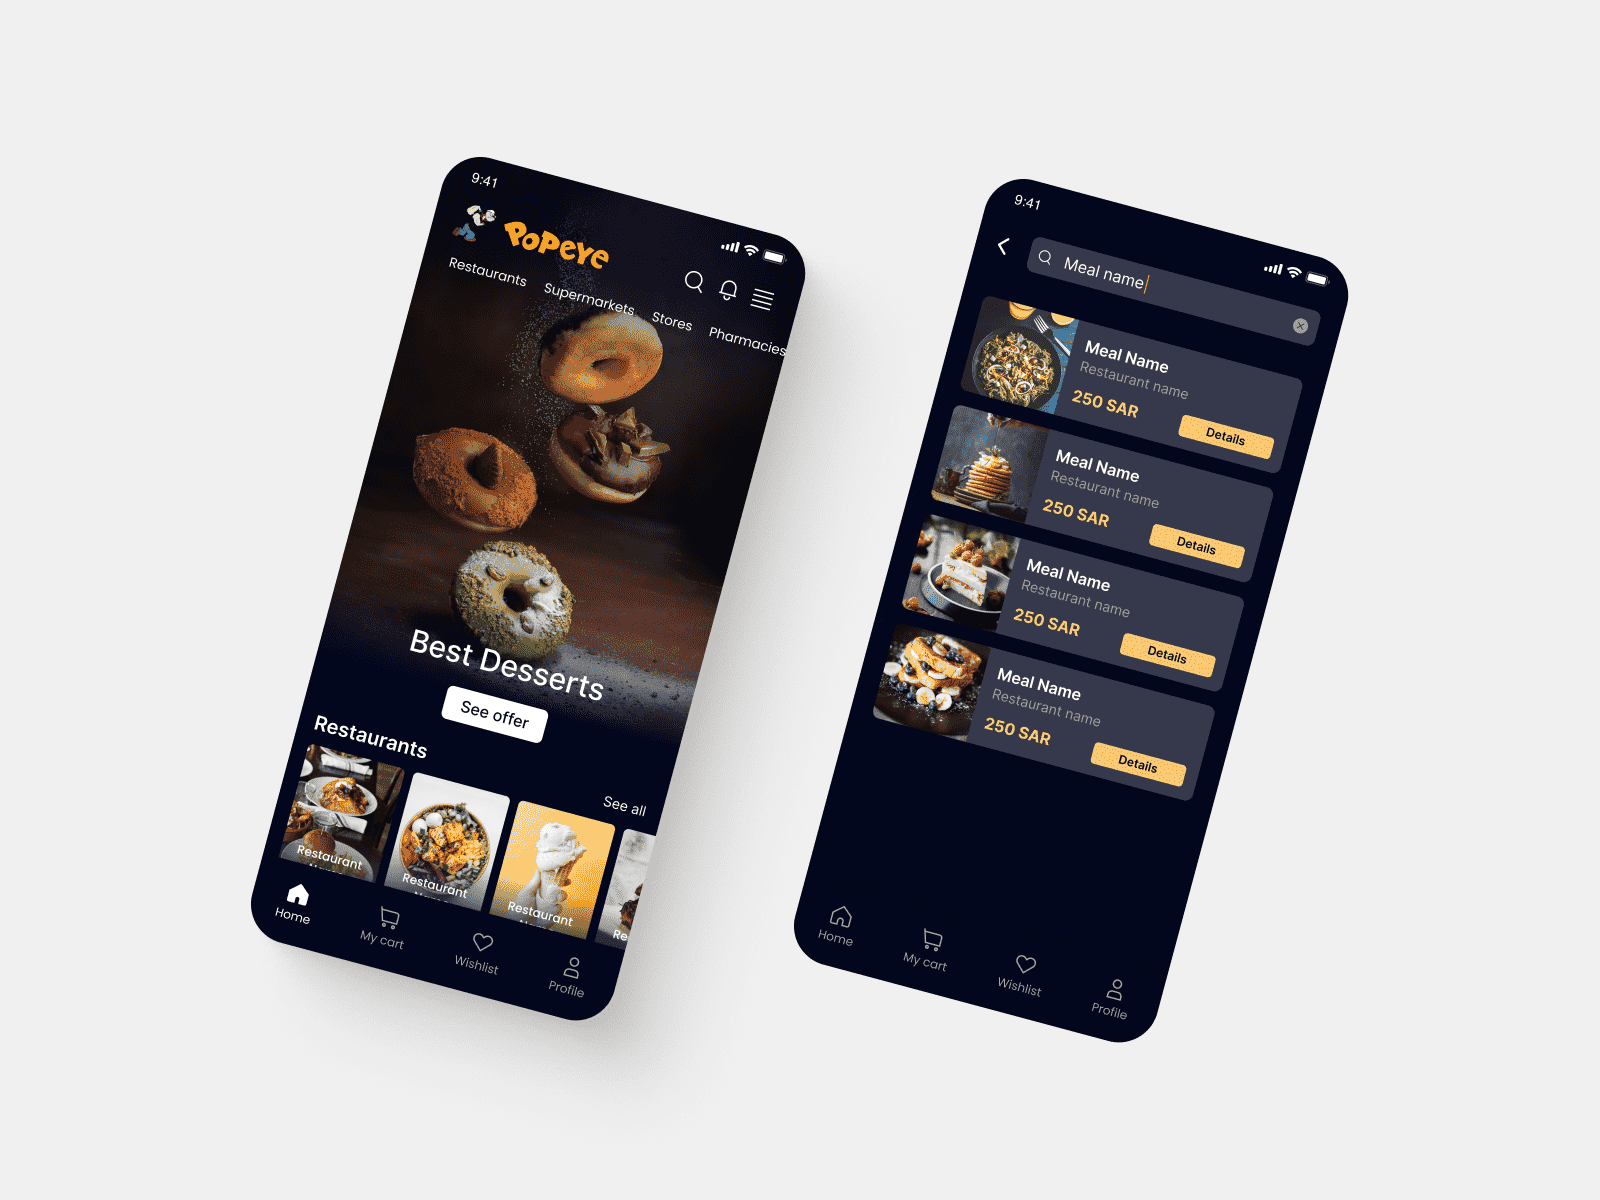 9:41
POPEYE
Restaurants Supermarkets Stores Pharmacies
Best Desserts
See offer
Restaurants
See all
Restaurant
Restaurant
Restaurant
Re
Home
My cart
Wishlist
Profile
9:41
Meal name
Meal Name
Restaurant name
250 SAR
Details
Meal Name
Restaurant name
250 SAR
Details
Meal Name
Restaurant name
250 SAR
Details
Meal Name
Restaurant name
250 SAR
Details
Home
My cart
Wishlist
Profile